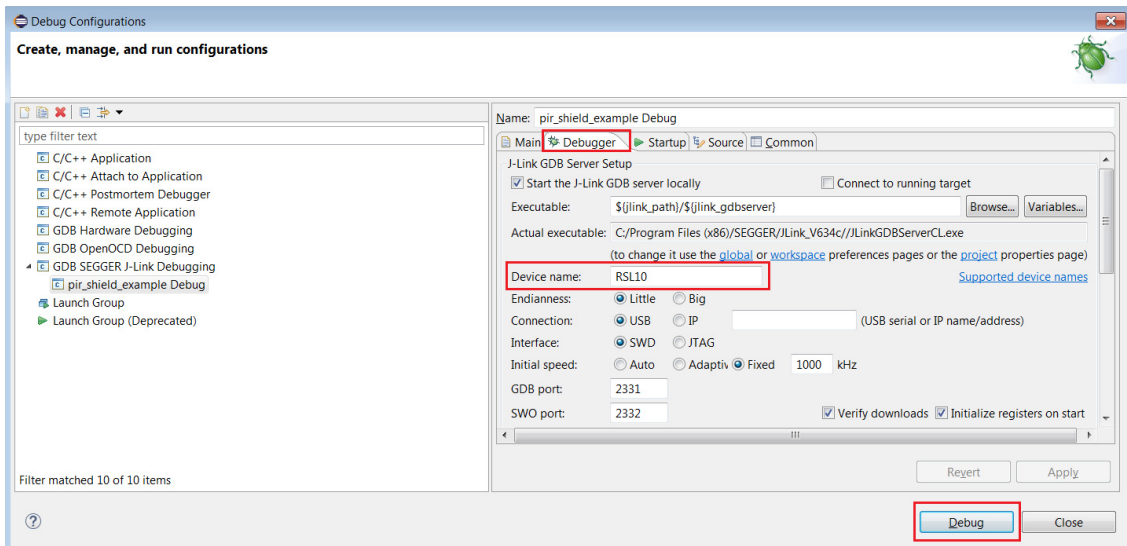 Debug Configurations
Create, manage, and run configurations
type filter text
C/C++ Application
C/C++ Attach to Application
C/C++ Postmortem Debugger
C/C++ Remote Application
GDB Hardware Debugging
GDB OpenOCD Debugging
GDB SEGGER J-Link Debugging
pir_shield_example Debug
Launch Group
Launch Group (Deprecated)
Filter matched 10 of 10 items
Name: pir_shield_example Debug
Main Debugger Startup Source Common
J-Link GDB Server Setup
Start the J-Link GDB server locally Connect to running target
Executable: ${jlink_path}/${jlink_gdbserver} Browse... Variables...
Actual executable: C:/Program Files (x86)/SEGGER/JLink_V634c//JLinkGDBServerCL.exe
(to change it use the global or workspace preferences pages or the project properties page)
Device name: RSL10 Supported device names
Endianness: Little Big
Connection: USB IP (USB serial or IP name/address)
Interface: SWD JTAG
Initial speed: Auto Adaptiv Fixed 1000 kHz
GDB port: 2331
SWO port: 2332 Verify downloads Initialize registers on start
Revert Apply
? Debug Close